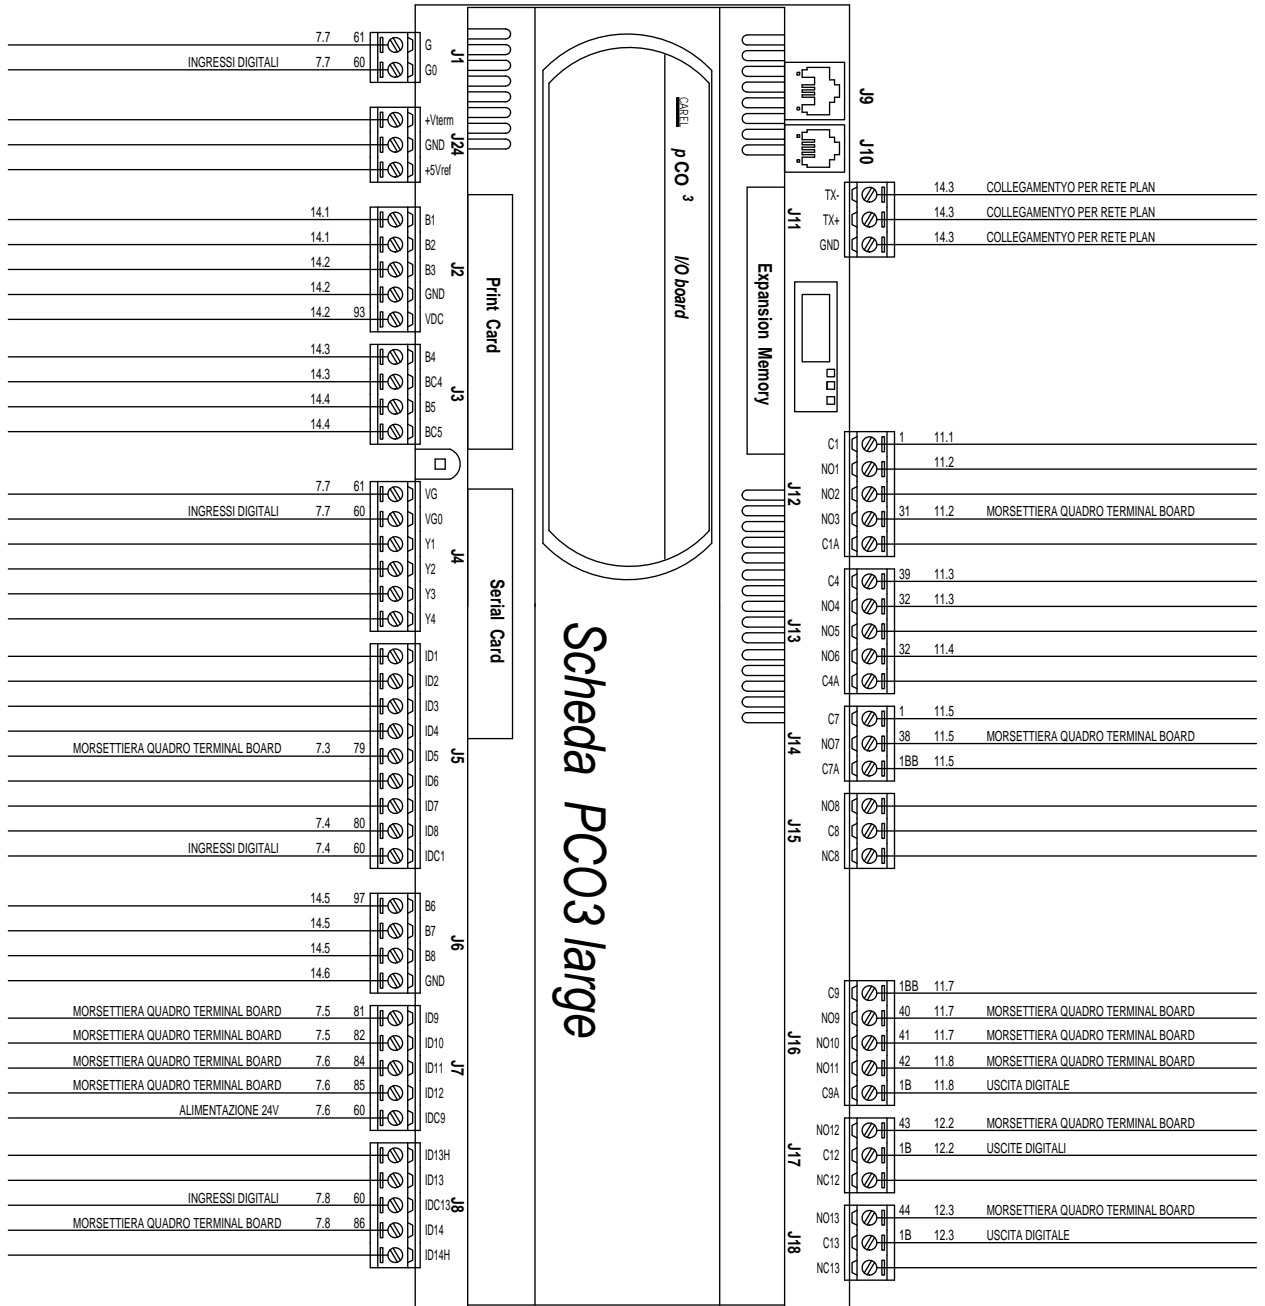 7.7 61 G
INGRESSI DIGITALI 7.7 60 G0
J1
+Vterm
GND
+5Vref
J24
14.1 B1
14.1 B2
14.2 B3
14.2 GND
14.2 93 VDC
J2
14.3 B4
14.3 BC4
14.4 B5
14.4 BC5
J3
7.7 61 VG
INGRESSI DIGITALI 7.7 60 VG0
Y1
Y2
Y3
Y4
J4
ID1
ID2
ID3
ID4
MORSETTIERA QUADRO TERMINAL BOARD 7.3 79 ID5
ID6
ID7
7.4 80 ID8
INGRESSI DIGITALI 7.4 60 IDC1
J5
14.5 97 B6
14.5 B7
14.5 B8
14.6 GND
J6
MORSETTIERA QUADRO TERMINAL BOARD 7.5 81 ID9
MORSETTIERA QUADRO TERMINAL BOARD 7.5 82 ID10
MORSETTIERA QUADRO TERMINAL BOARD 7.6 84 ID11
MORSETTIERA QUADRO TERMINAL BOARD 7.6 85 ID12
ALIMENTAZIONE 24V 7.6 60 IDC9
J7
ID13H
ID13
INGRESSI DIGITALI 7.8 60 IDC13
MORSETTIERA QUADRO TERMINAL BOARD 7.8 86 ID14
ID14H
J8
Print Card
Serial Card
CAREL
pCO 3
I/O board
Expansion Memory
Scheda PCO3 large
J9
J10
TX- 14.3 COLLEGAMENTYO PER RETE PLAN
TX+ 14.3 COLLEGAMENTYO PER RETE PLAN
GND 14.3 COLLEGAMENTYO PER RETE PLAN
J11
C1 1 11.1
NO1 11.2
NO2
NO3 31 11.2 MORSETTIERA QUADRO TERMINAL BOARD
C1A
J12
C4 39 11.3
NO4 32 11.3
NO5
NO6 32 11.4
C4A
J13
C7 1 11.5
NO7 38 11.5 MORSETTIERA QUADRO TERMINAL BOARD
C7A 1BB 11.5
J14
NO8
C8
NC8
J15
C9 1BB 11.7
NO9 40 11.7 MORSETTIERA QUADRO TERMINAL BOARD
NO10 41 11.7 MORSETTIERA QUADRO TERMINAL BOARD
NO11 42 11.8 MORSETTIERA QUADRO TERMINAL BOARD
C9A 1B 11.8 USCITA DIGITALE
J16
NO12 43 12.2 MORSETTIERA QUADRO TERMINAL BOARD
C12 1B 12.2 USCITE DIGITALI
NC12
J17
NO13 44 12.3 MORSETTIERA QUADRO TERMINAL BOARD
C13 1B 12.3 USCITA DIGITALE
NC13
J18